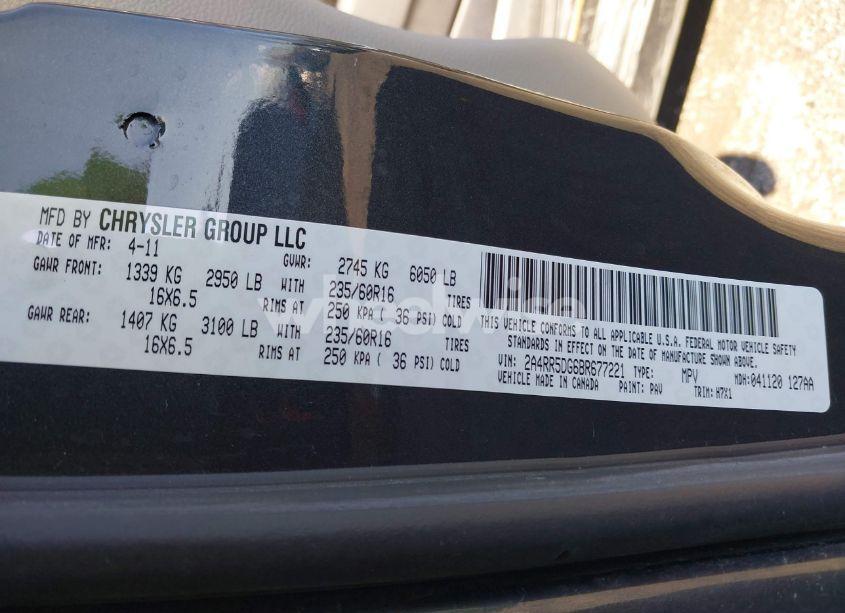 MFD BY CHRYSLER GROUP LLC
DATE OF MFR: 4-11 GVWR: 2745 KG 6050 LB
GAWR FRONT: 1339 KG 2950 LB WITH 235/60R16 TIRES
16X6.5 RIMS AT 250 KPA ( 36 PSI) COLD
GAWR REAR: 1407 KG 3100 LB WITH 235/60R16 TIRES
16X6.5 RIMS AT 250 KPA ( 36 PSI) COLD
THIS VEHICLE CONFORMS TO ALL APPLICABLE U.S.A. FEDERAL MOTOR VEHICLE SAFETY
STANDARDS IN EFFECT ON THE DATE OF MANUFACTURE SHOWN ABOVE.
VIN: 2A4RR5DG6BR677221 TYPE: MPV MDH: 041120 127AA
VEHICLE MADE IN CANADA PAINT: PAV TRIM: H7X1